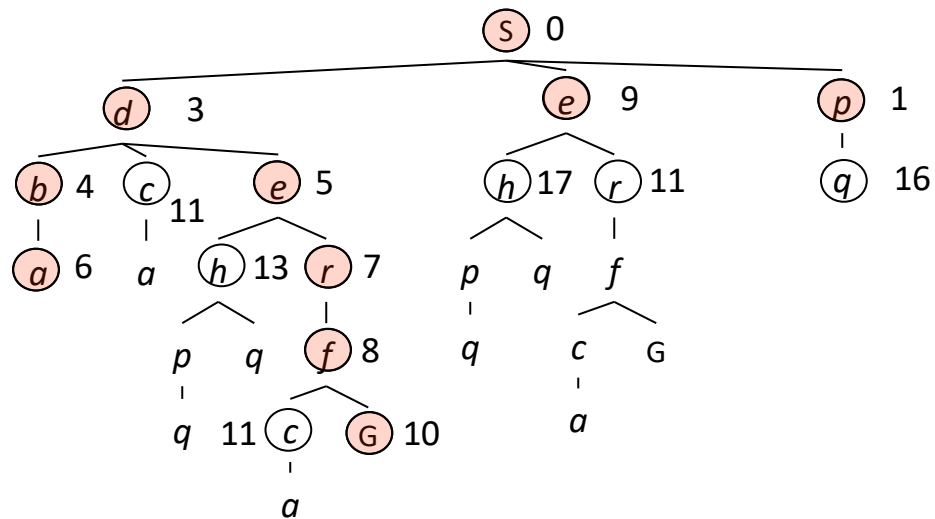 S 0
d 3 e 9 p 1
b 4 c 11 e 5 h 17 r 11 q 16
a 6 a h 13 r 7 p q f
p q f 8 q c G
q 11 c G 10 a
a